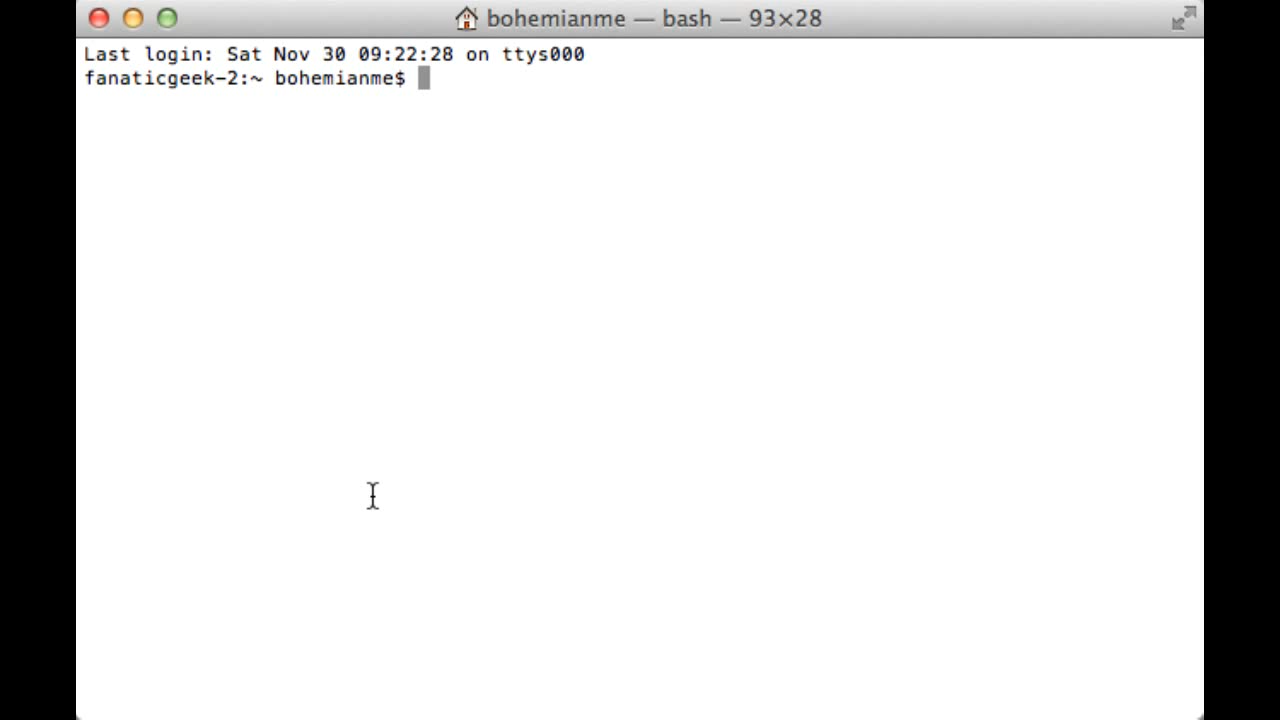 bohemianme — bash — 93×28
Last login: Sat Nov 30 09:22:28 on ttys000
fanaticgeek-2:~ bohemianme$